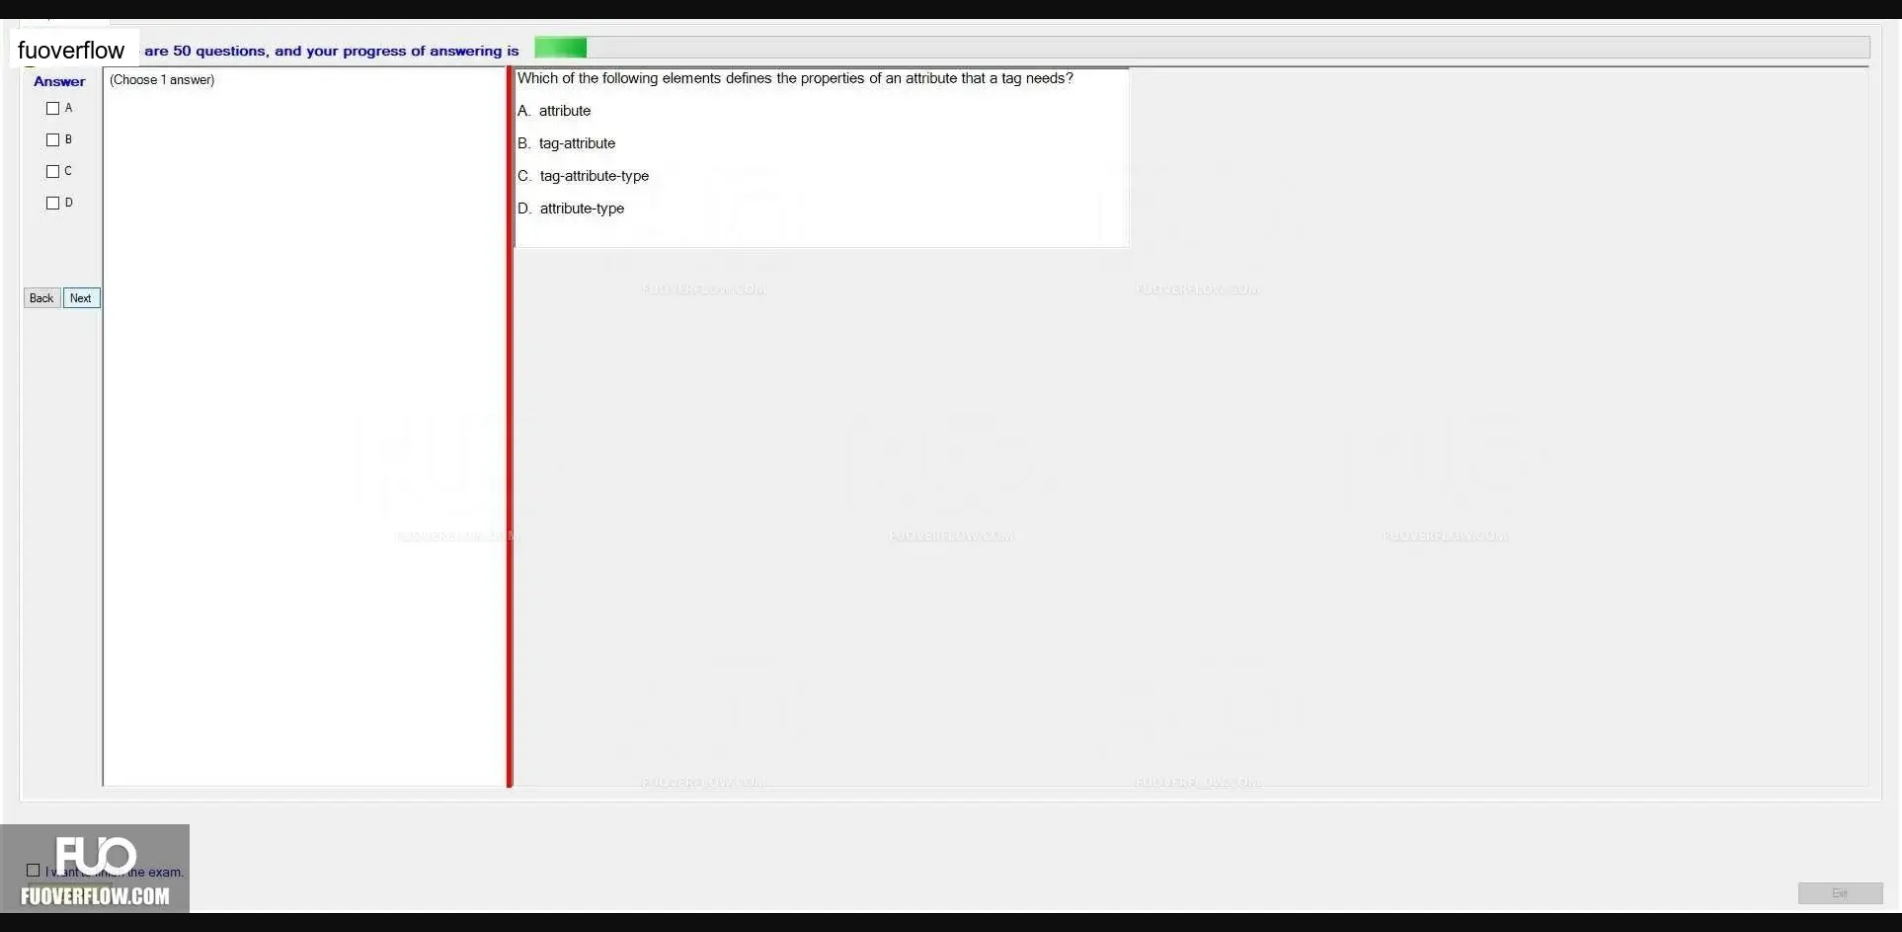 fuoverflow are 50 questions, and your progress of answering is
Answer
(Choose 1 answer)
A
B
C
D
Back Next
Which of the following elements defines the properties of an attribute that a tag needs?
A. attribute
B. tag-attribute
C. tag-attribute-type
D. attribute-type
FUOVERFLOW.COM FUOVERFLOW.COM
FUOVERFLOW.COM FUOVERFLOW.COM FUOVERFLOW.COM
FUOVERFLOW.COM FUOVERFLOW.COM
FUO
I want to finish the exam.
FUOVERFLOW.COM
Exit